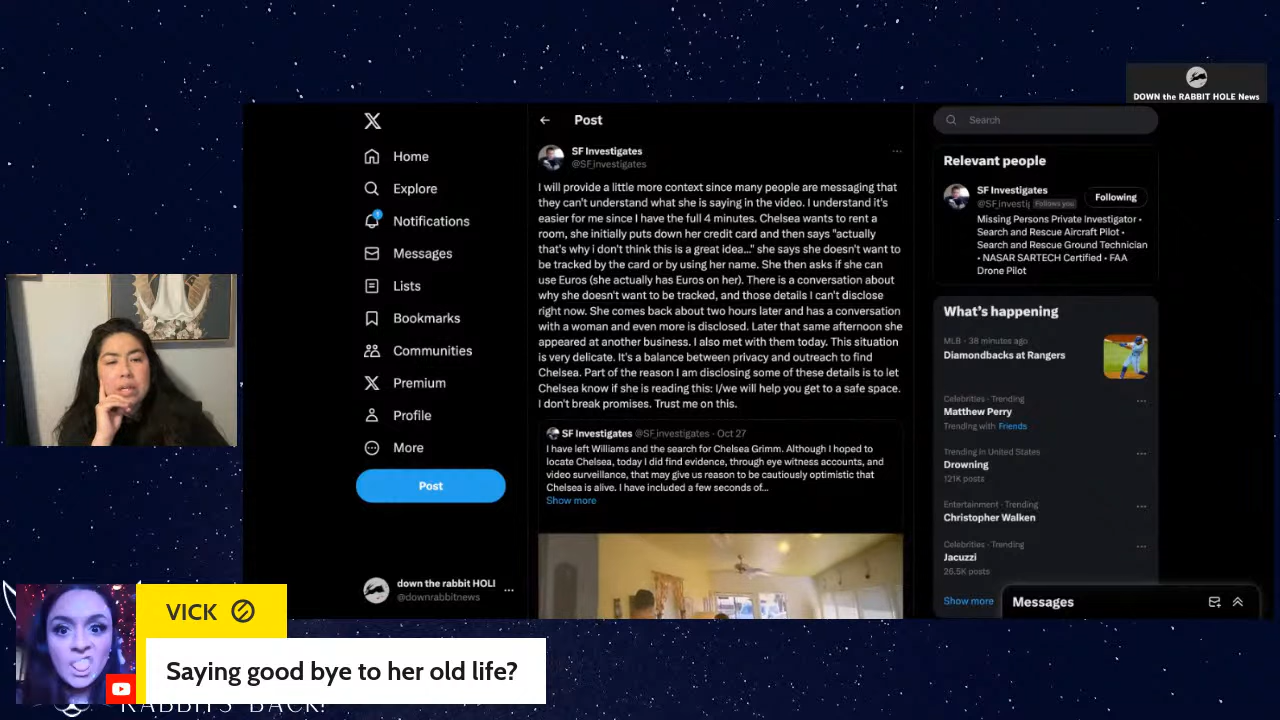 DOWN the RABBIT HOLE News
Home
Explore
Notifications
Messages
Lists
Bookmarks
Communities
Premium
Profile
More
Post
down the rabbit HOLI
@downrabbitnews
Post
SF Investigates
@SF_investigates
I will provide a little more context since many people are messaging that
they can't understand what she is saying in the video. I understand it's
easier for me since I have the full 4 minutes. Chelsea wants to rent a
room, she initially puts down her credit card and then says "actually
that's why i don't think this is a great idea..." she says she doesn't want to
be tracked by the card or by using her name. She then asks if she can
use Euros (she actually has Euros on her). There is a conversation about
why she doesn't want to be tracked, and those details I can't disclose
right now. She comes back about two hours later and has a conversation
with a woman and even more is disclosed. Later that same afternoon she
appeared at another business. I also met with them today. This situation
is very delicate. It's a balance between privacy and outreach to find
Chelsea. Part of the reason I am disclosing some of these details is to let
Chelsea know if she is reading this: I/we will help you get to a safe space.
I don't break promises. Trust me on this.
SF Investigates @SF_investigates · Oct 27
I have left Williams and the search for Chelsea Grimm. Although I hoped to
locate Chelsea, today I did find evidence, through eye witness accounts, and
video surveillance, that may give us reason to be cautiously optimistic that
Chelsea is alive. I have included a few seconds of...
Show more
Search
Relevant people
SF Investigates
@SF_investi Follows you
Following
Missing Persons Private Investigator •
Search and Rescue Aircraft Pilot •
Search and Rescue Ground Technician
• NASAR SARTECH Certified • FAA
Drone Pilot
What's happening
MLB · 38 minutes ago
Diamondbacks at Rangers
Celebrities · Trending
Matthew Perry
Trending with Friends
Trending in United States
Drowning
121K posts
Entertainment · Trending
Christopher Walken
Celebrities · Trending
Jacuzzi
26.5K posts
Show more
Messages
VICK
Saying good bye to her old life?
RABBITS BACK!